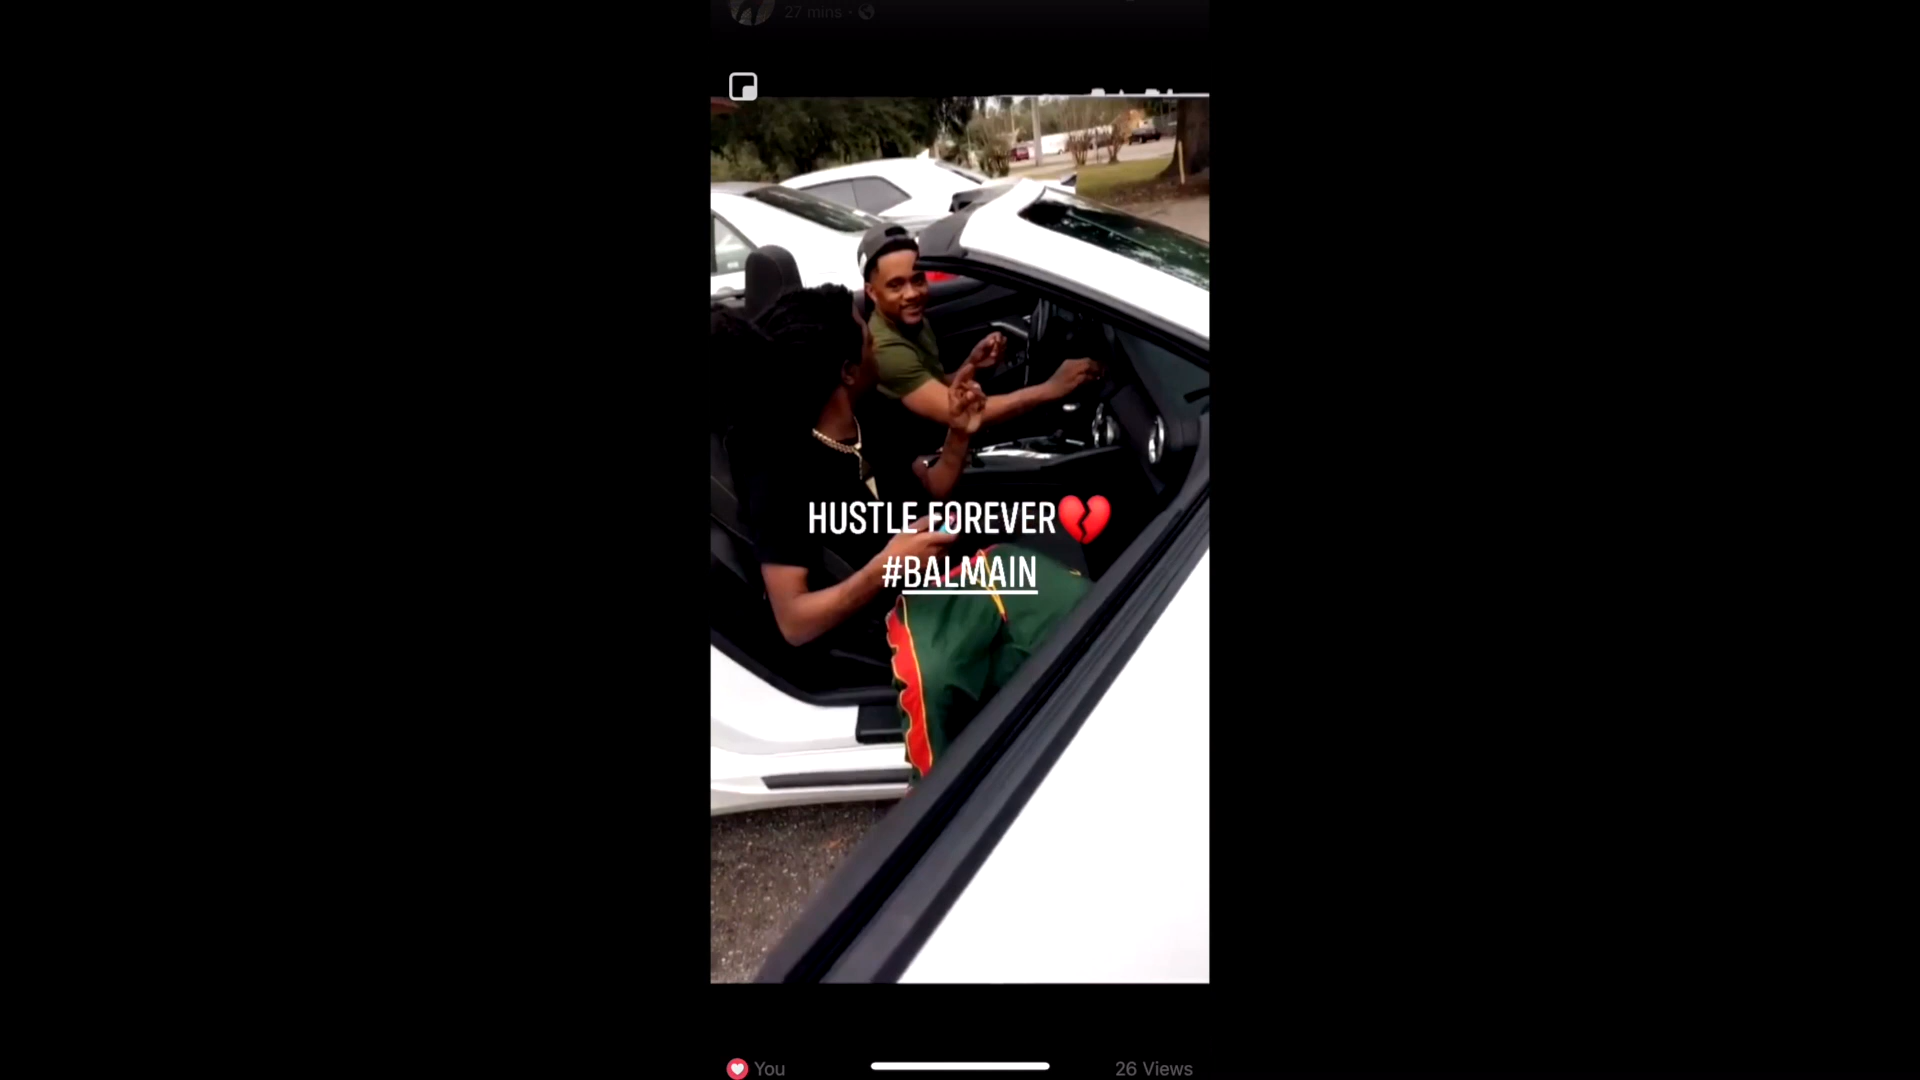 27 mins ·
HUSTLE FOREVER💔
#BALMAIN
You
26 Views